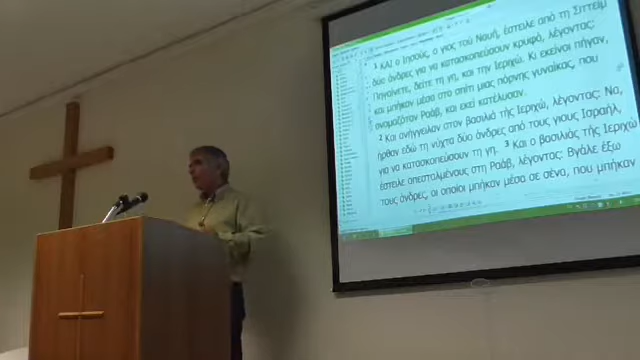 1 ΚΑΙ ο Ιησούς, ο γιος τού Ναυή, έστειλε από τη Σιττείμ
δύο άνδρες για να κατασκοπεύσουν κρυφά, λέγοντας:
Πηγαίνετε, δείτε τη γη, και την Ιεριχώ. Κι εκείνοι πήγαν,
και μπήκαν μέσα στο σπίτι μιας πόρνης γυναίκας, που
ονομαζόταν Ραάβ, και εκεί κατέλυσαν.
2 Και ανήγγειλαν στον βασιλιά τής Ιεριχώ, λέγοντας: Να,
ήρθαν εδώ τη νύχτα δύο άνδρες από τους γιους Ισραήλ,
για να κατασκοπεύσουν τη γη. 3 Και ο βασιλιάς τής Ιεριχώ
έστειλε απεσταλμένους στη Ραάβ, λέγοντας: Βγάλε έξω
τους άνδρες, οι οποίοι μπήκαν μέσα σε σένα, που μπήκαν